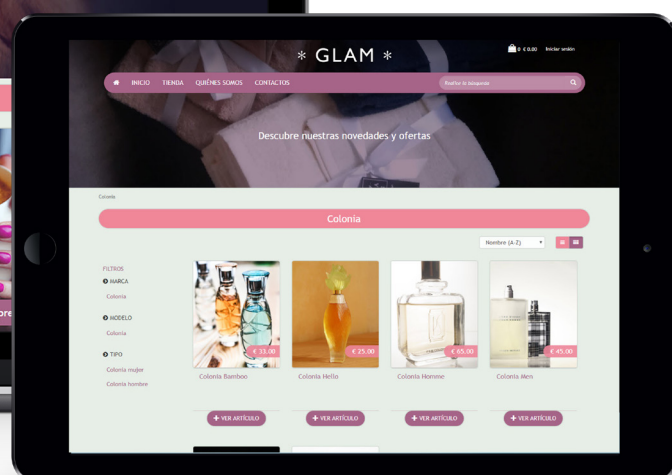 * GLAM *
0 € 0.00 Iniciar sesión
INICIO TIENDA QUIÉNES SOMOS CONTACTOS
Realizar la búsqueda
Descubre nuestras novedades y ofertas
Colonia
Colonia
Nombre (A-Z)
FILTROS
MARCA
Colonia
MODELO
Colonia
TIPO
Colonia mujer
Colonia hombre
€ 33.00 € 25.00 € 65.00 € 45.00
Colonia Bamboo Colonia Hello Colonia Homme Colonia Men
+ VER ARTÍCULO + VER ARTÍCULO + VER ARTÍCULO + VER ARTÍCULO